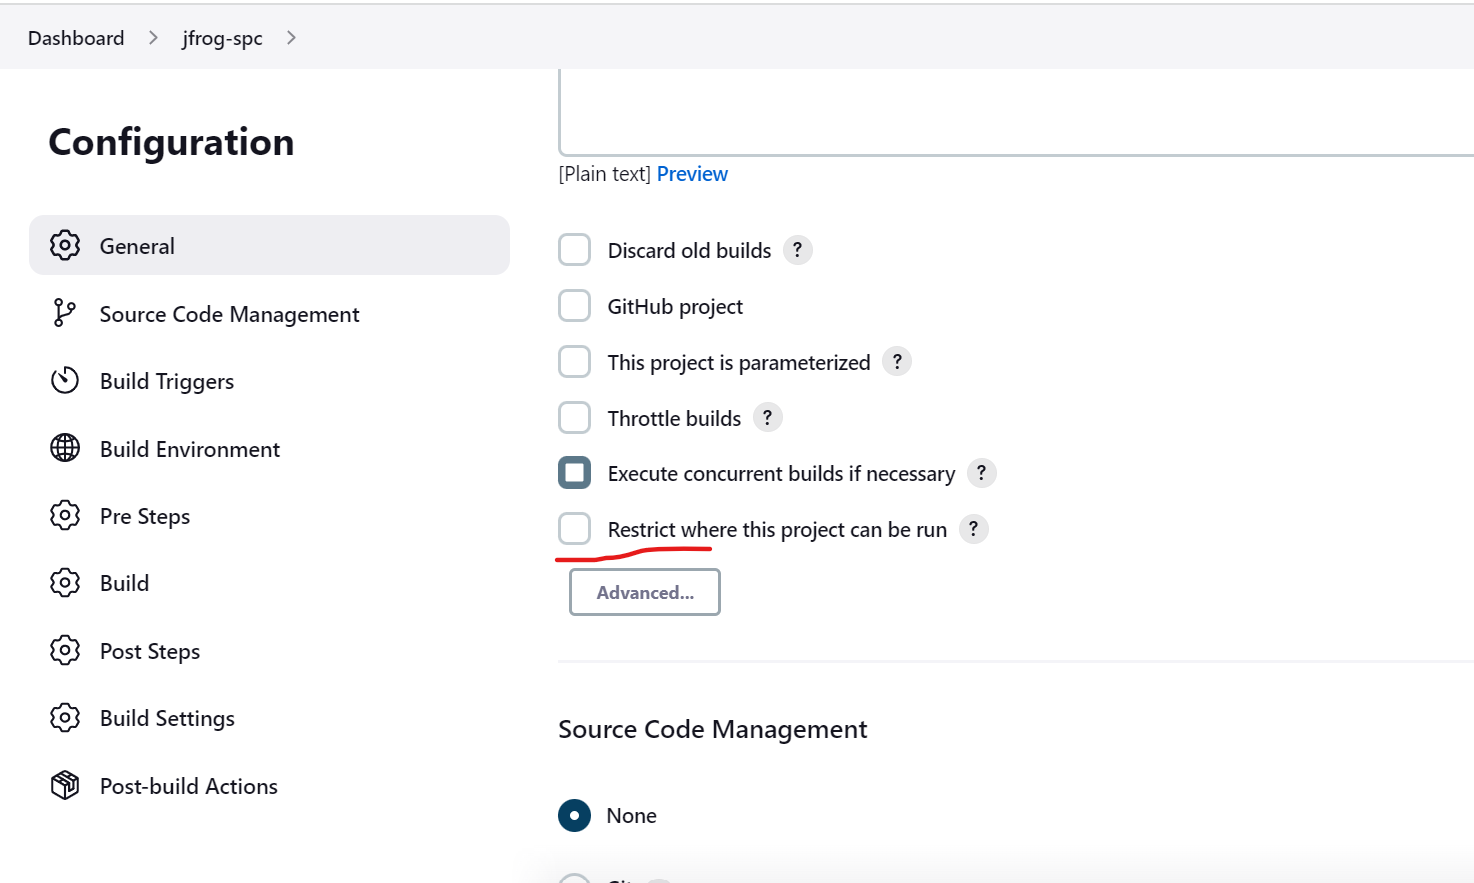 Dashboard > jfrog-spc >
Configuration
General
Source Code Management
Build Triggers
Build Environment
Pre Steps
Build
Post Steps
Build Settings
Post-build Actions
[Plain text] Preview
Discard old builds ?
GitHub project
This project is parameterized ?
Throttle builds ?
Execute concurrent builds if necessary ?
Restrict where this project can be run ?
Advanced...
Source Code Management
None